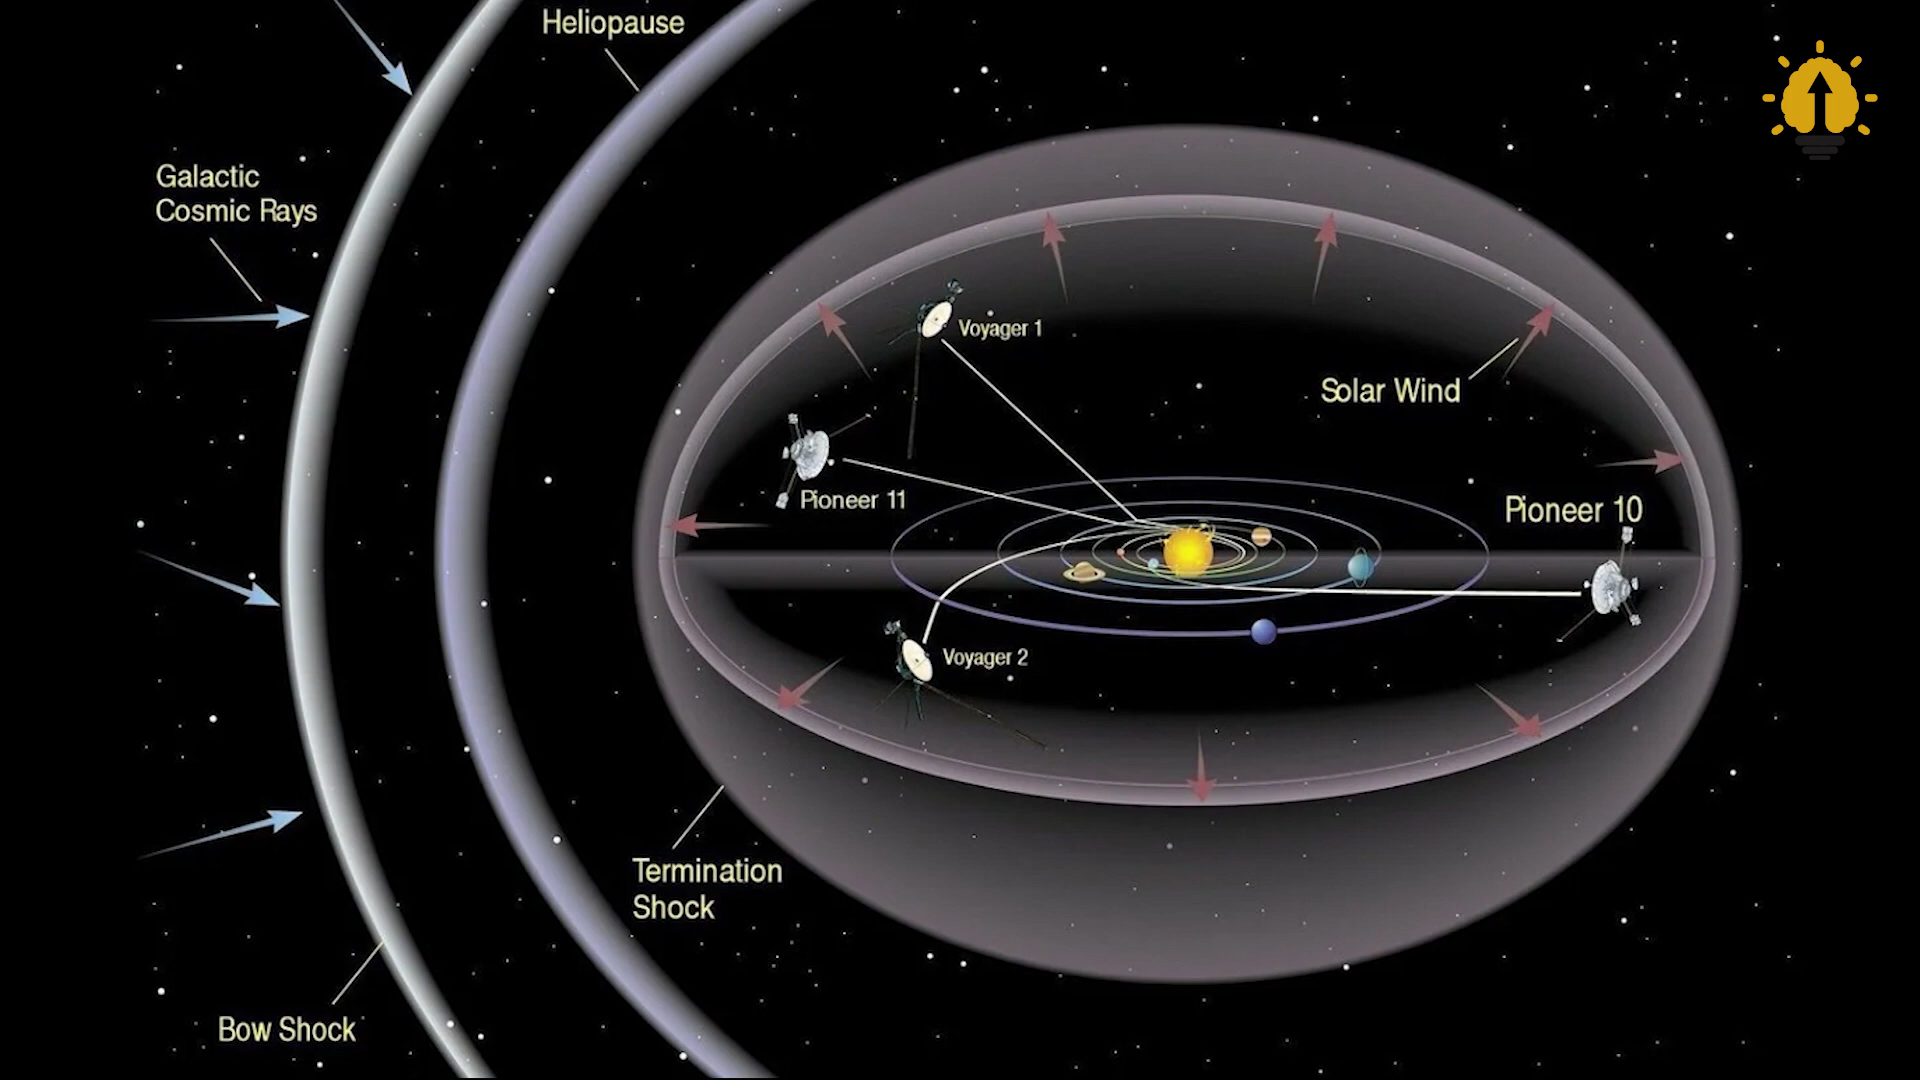 Heliopause
Galactic
Cosmic Rays
Voyager 1
Solar Wind
Pioneer 11
Pioneer 10
Voyager 2
Termination
Shock
Bow Shock